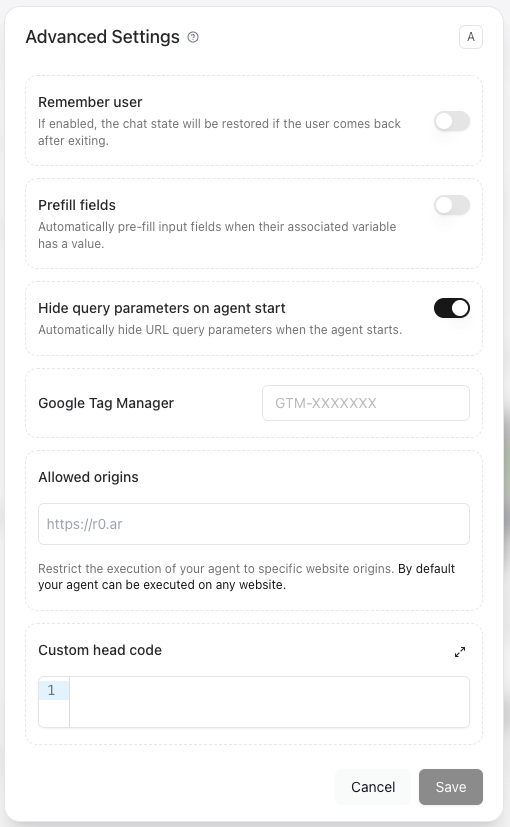 Advanced Settings
A
Remember user
If enabled, the chat state will be restored if the user comes back
after exiting.
Prefill fields
Automatically pre-fill input fields when their associated variable
has a value.
Hide query parameters on agent start
Automatically hide URL query parameters when the agent starts.
Google Tag Manager
GTM-XXXXXXX
Allowed origins
https://r0.ar
Restrict the execution of your agent to specific website origins. By default
your agent can be executed on any website.
Custom head code
1
Cancel
Save